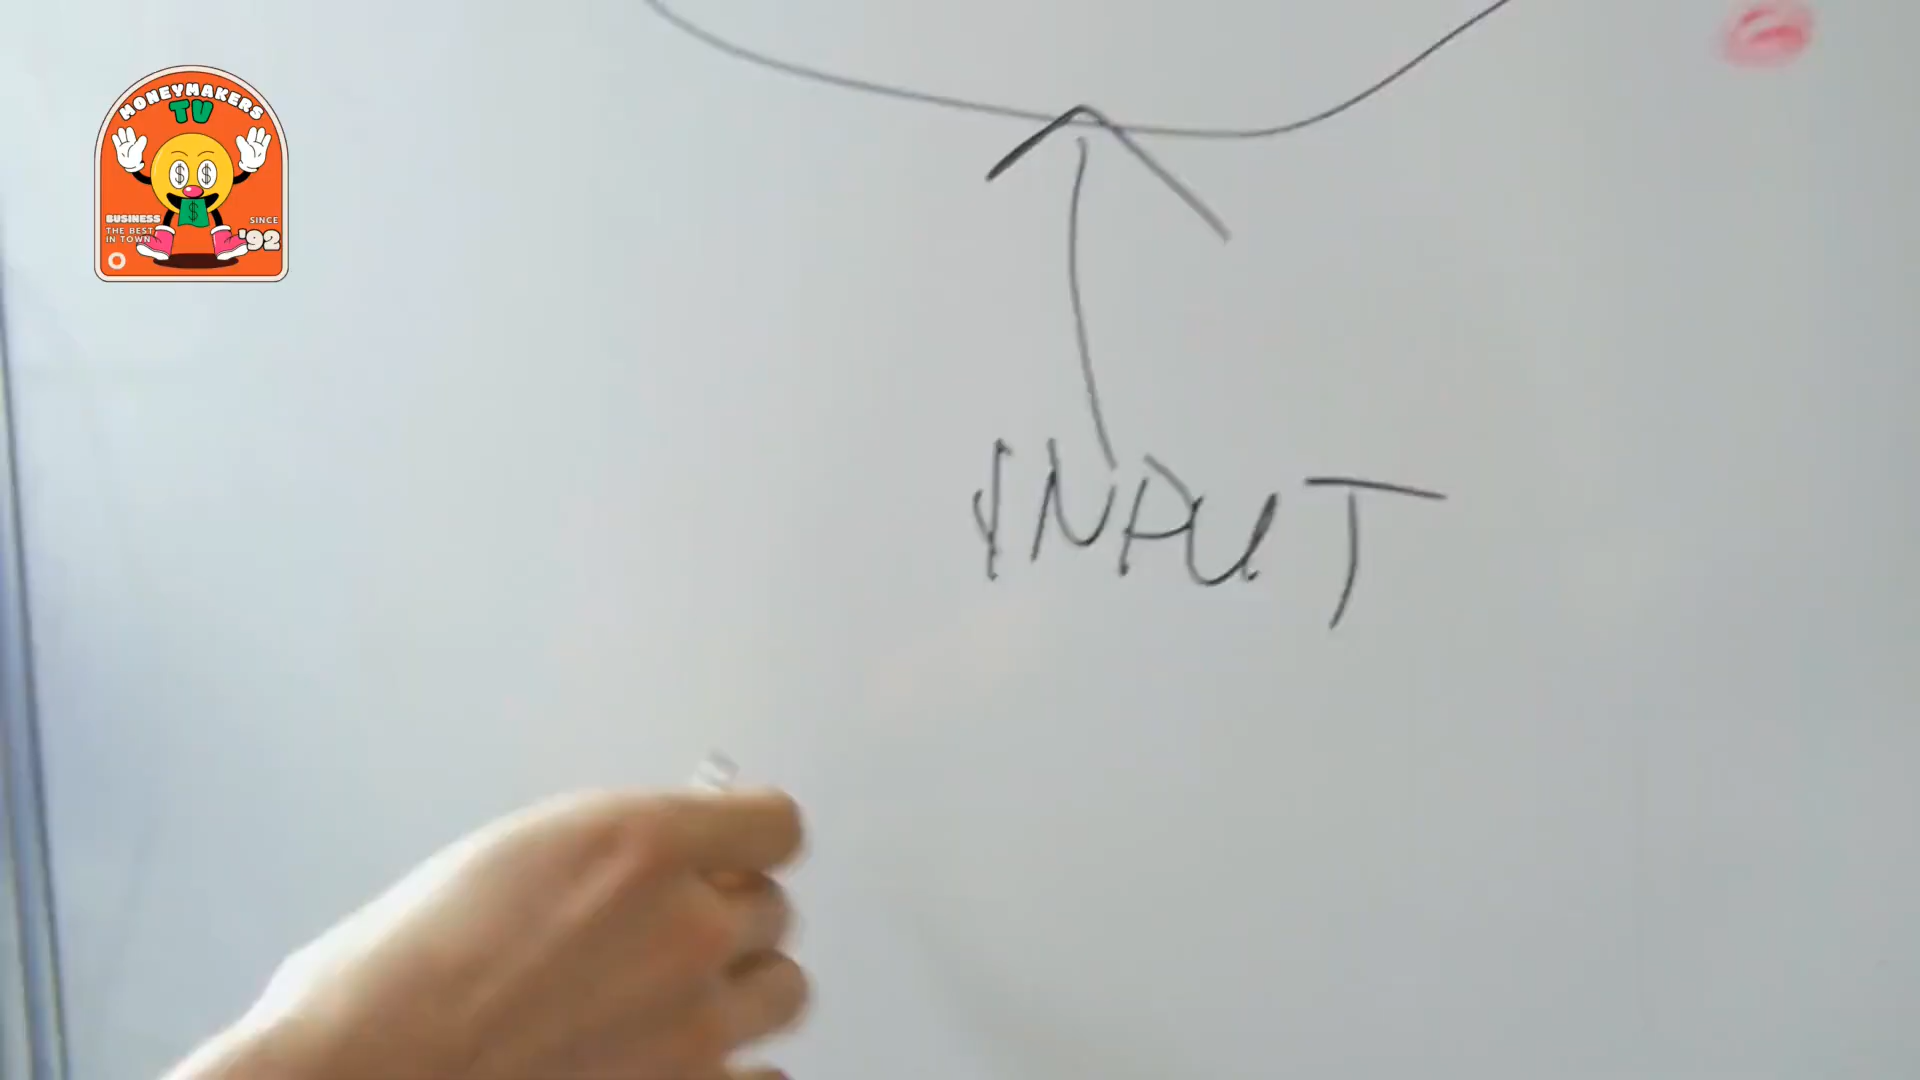 MONEYMAKERS
TV
BUSINESS
THE BEST
IN TOWN
SINCE
'92
INPUT